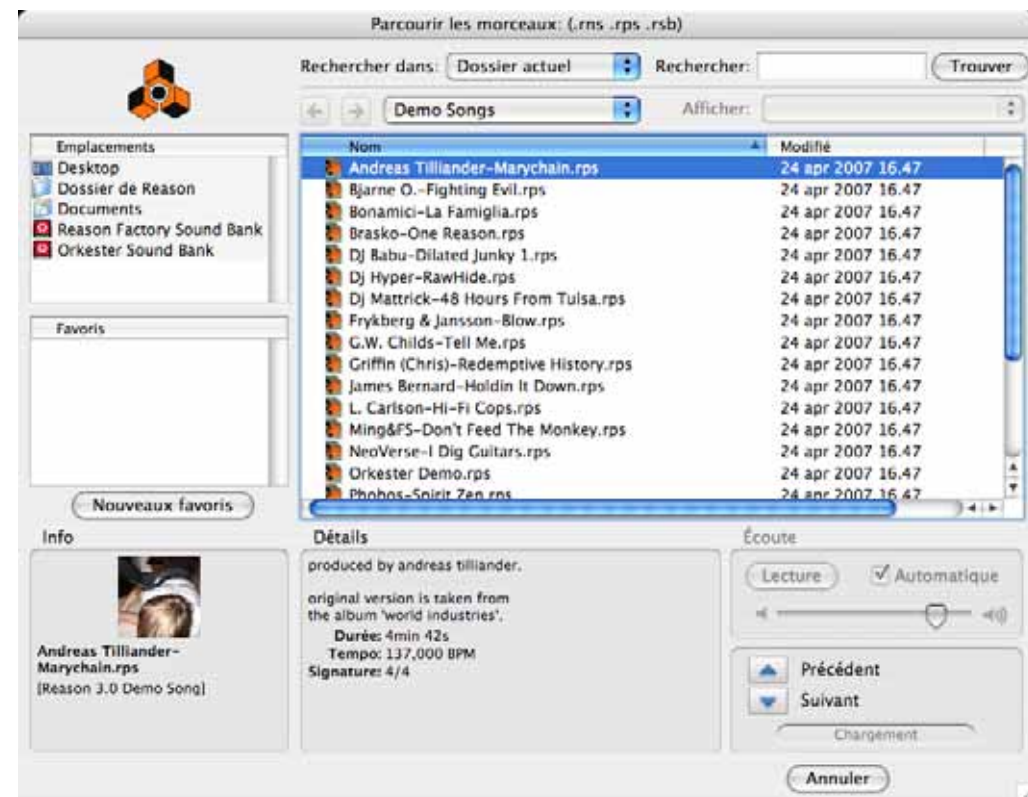 Parcourir les morceaux: (.rns .rps .rsb)
Rechercher dans: Dossier actuel Rechercher: Trouver
Demo Songs Afficher:
Emplacements
Desktop
Dossier de Reason
Documents
Reason Factory Sound Bank
Orkester Sound Bank
Favoris
Nouveaux favoris
Nom Modifié
Andreas Tilliander-Marychain.rps 24 apr 2007 16.47
Bjarne O.-Fighting Evil.rps 24 apr 2007 16.47
Bonamici-La Famiglia.rps 24 apr 2007 16.47
Brasko-One Reason.rps 24 apr 2007 16.47
DJ Babu-Dilated Junky 1.rps 24 apr 2007 16.47
Dj Hyper-RawHide.rps 24 apr 2007 16.47
Dj Mattrick-48 Hours From Tulsa.rps 24 apr 2007 16.47
Frykberg & Jansson-Blow.rps 24 apr 2007 16.47
G.W. Childs-Tell Me.rps 24 apr 2007 16.47
Griffin (Chris)-Redemptive History.rps 24 apr 2007 16.47
James Bernard-Holdin It Down.rps 24 apr 2007 16.47
L. Carlson-Hi-Fi Cops.rps 24 apr 2007 16.47
Ming&FS-Don't Feed The Monkey.rps 24 apr 2007 16.47
NeoVerse-I Dig Guitars.rps 24 apr 2007 16.47
Orkester Demo.rps 24 apr 2007 16.47
Phobos-Spirit Zen.rps 24 apr 2007 16.47
Info
Andreas Tilliander-
Marychain.rps
[Reason 3.0 Demo Song]
Détails
produced by andreas tilliander.
original version is taken from
the album 'world industries'.
Durée: 4min 42s
Tempo: 137,000 BPM
Signature: 4/4
Écoute
Lecture Automatique
Précédent
Suivant
Chargement
Annuler